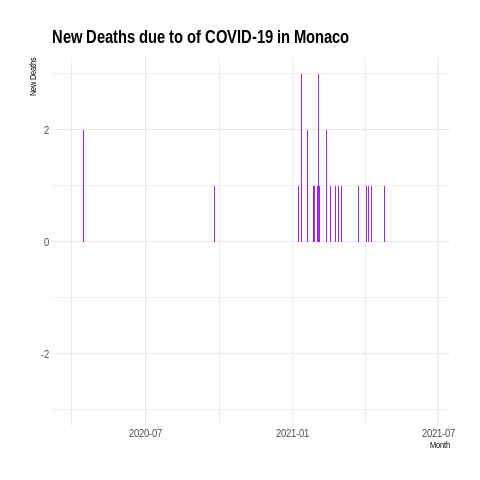 New Deaths due to of COVID-19 in Monaco
New Deaths
2
0
-2
2020-07
2021-01
2021-07
Month